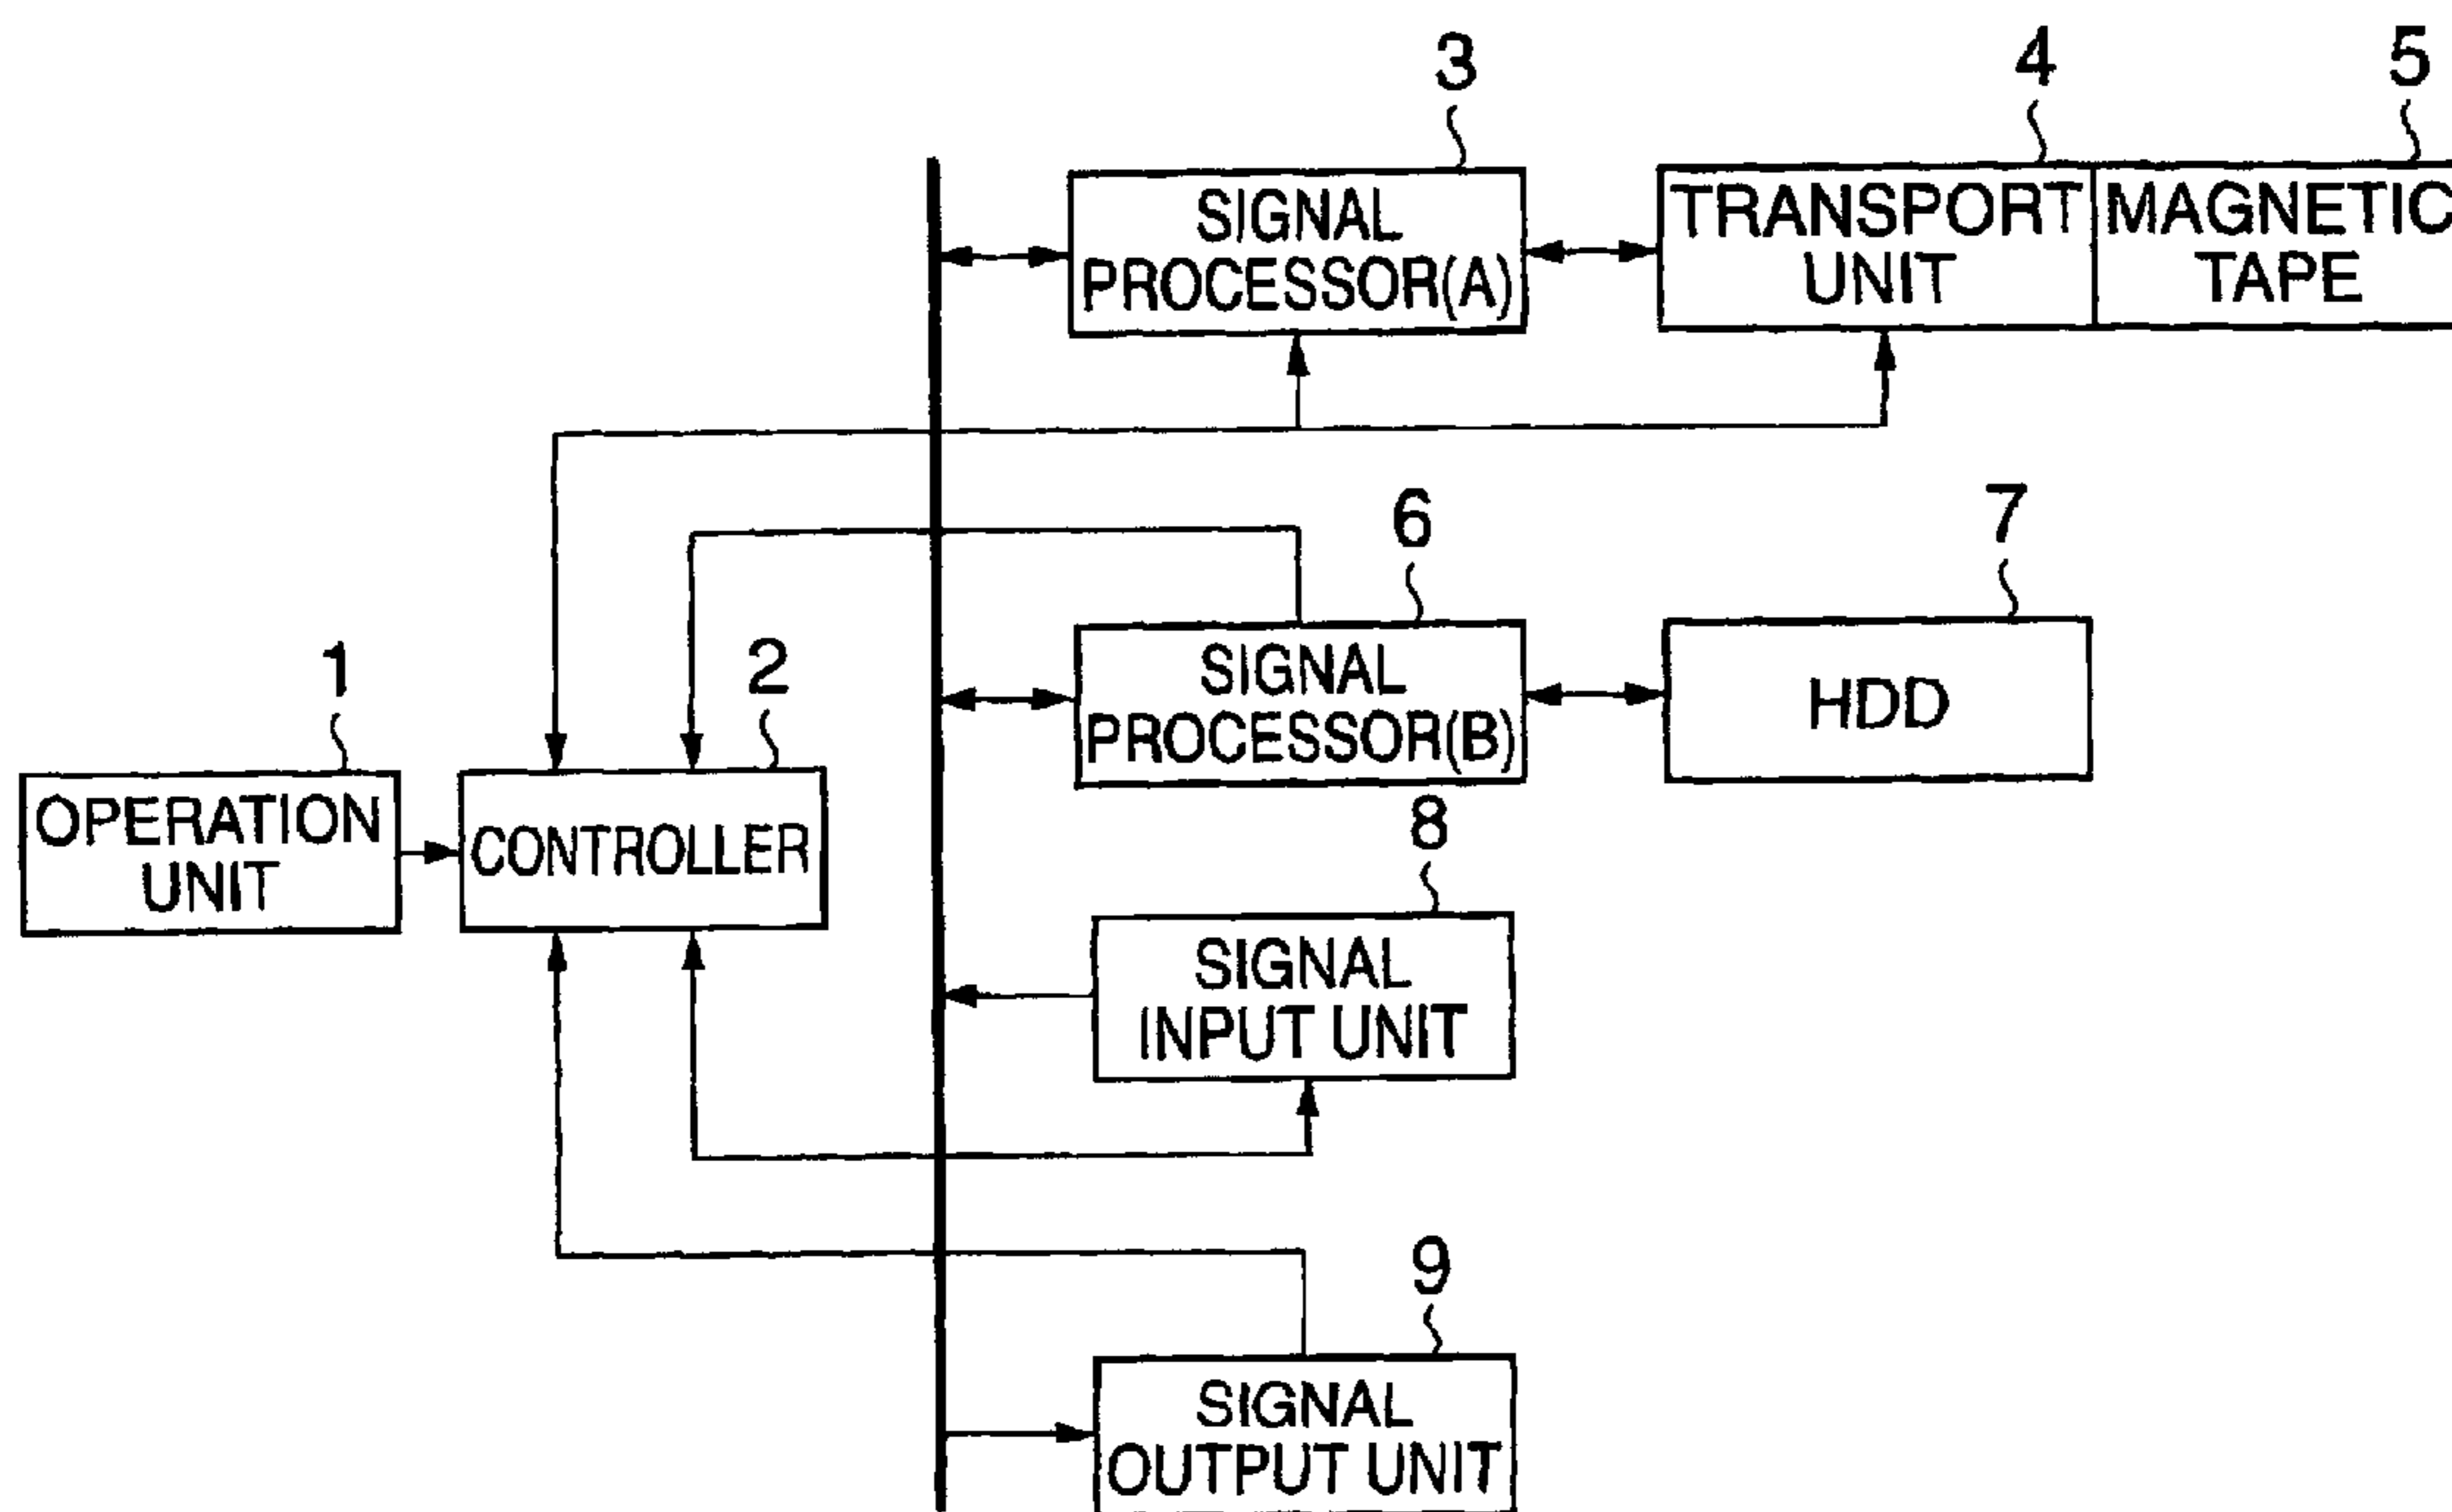 3
4
5
SIGNAL
PROCESSOR(A)
TRANSPORT
UNIT
MAGNETIC
TAPE
6
7
SIGNAL
PROCESSOR(B)
HDD
1
2
OPERATION
UNIT
CONTROLLER
8
SIGNAL
INPUT UNIT
9
SIGNAL
OUTPUT UNIT